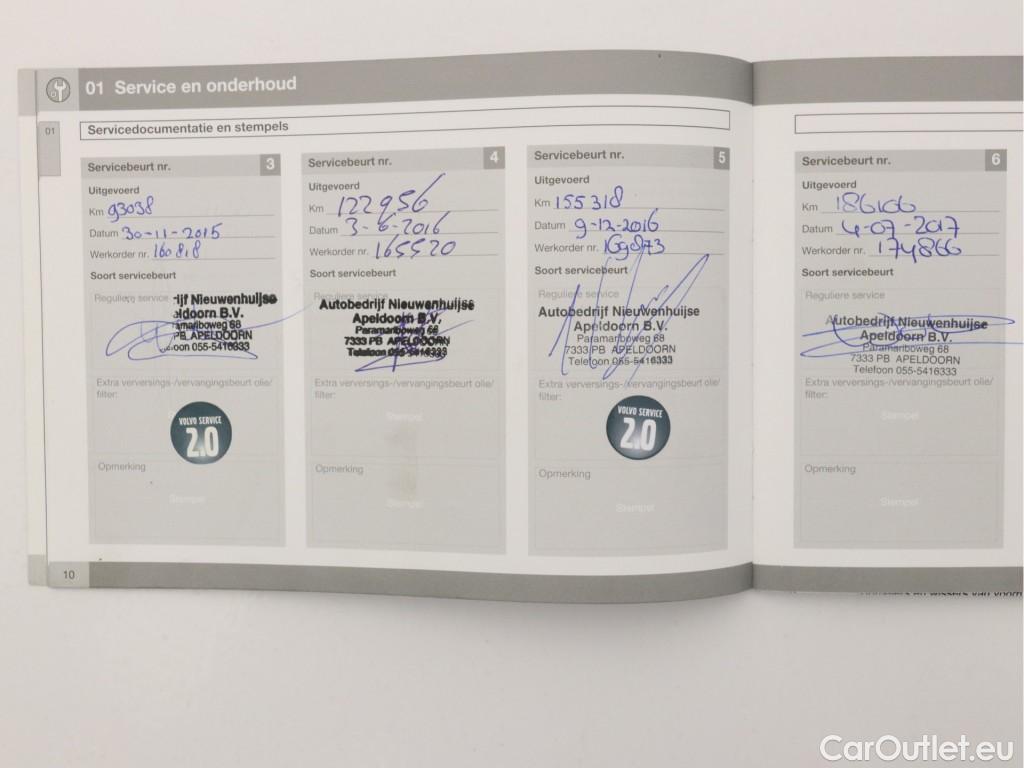 01 Service en onderhoud
01
Servicedocumentatie en stempels
Servicebeurt nr. 3
Uitgevoerd
Km 93038
Datum 30-11-2015
Werkorder nr. 160818
Soort servicebeurt
Reguliere service
rijf Nieuwenhuijse
eldoorn B.V.
ramariboweg 68
PB APELDOORN
foon 055-5416333
Extra verversings-/vervangingsbeurt olie/
filter:
VOLVO SERVICE
2.0
Opmerking
Stempel
Servicebeurt nr. 4
Uitgevoerd
Km 122956
Datum 3-6-2016
Werkorder nr. 165520
Soort servicebeurt
Reguliere service
Autobedrijf Nieuwenhuijse
Apeldoorn B.V.
Paramariboweg 68
7333 PB APELDOORN
Telefoon 055-5416333
Extra verversings-/vervangingsbeurt olie/
filter:
Stempel
Opmerking
Stempel
Servicebeurt nr. 5
Uitgevoerd
Km 155318
Datum 9-12-2016
Werkorder nr. 169873
Soort servicebeurt
Reguliere service
Autobedrijf Nieuwenhuijse
Apeldoorn B.V.
Paramariboweg 68
7333 PB APELDOORN
Telefoon 055-5416333
Extra verversings-/vervangingsbeurt olie/
filter:
VOLVO SERVICE
2.0
Opmerking
Stempel
Servicebeurt nr. 6
Uitgevoerd
Km 186106
Datum 4-07-2017
Werkorder nr. 174866
Soort servicebeurt
Reguliere service
Autobedrijf Nieuwenhuijse
Apeldoorn B.V.
Paramariboweg 68
7333 PB APELDOORN
Telefoon 055-5416333
Extra verversings-/vervangingsbeurt olie/
filter:
Stempel
Opmerking
Stempel
10
CarOutlet.eu